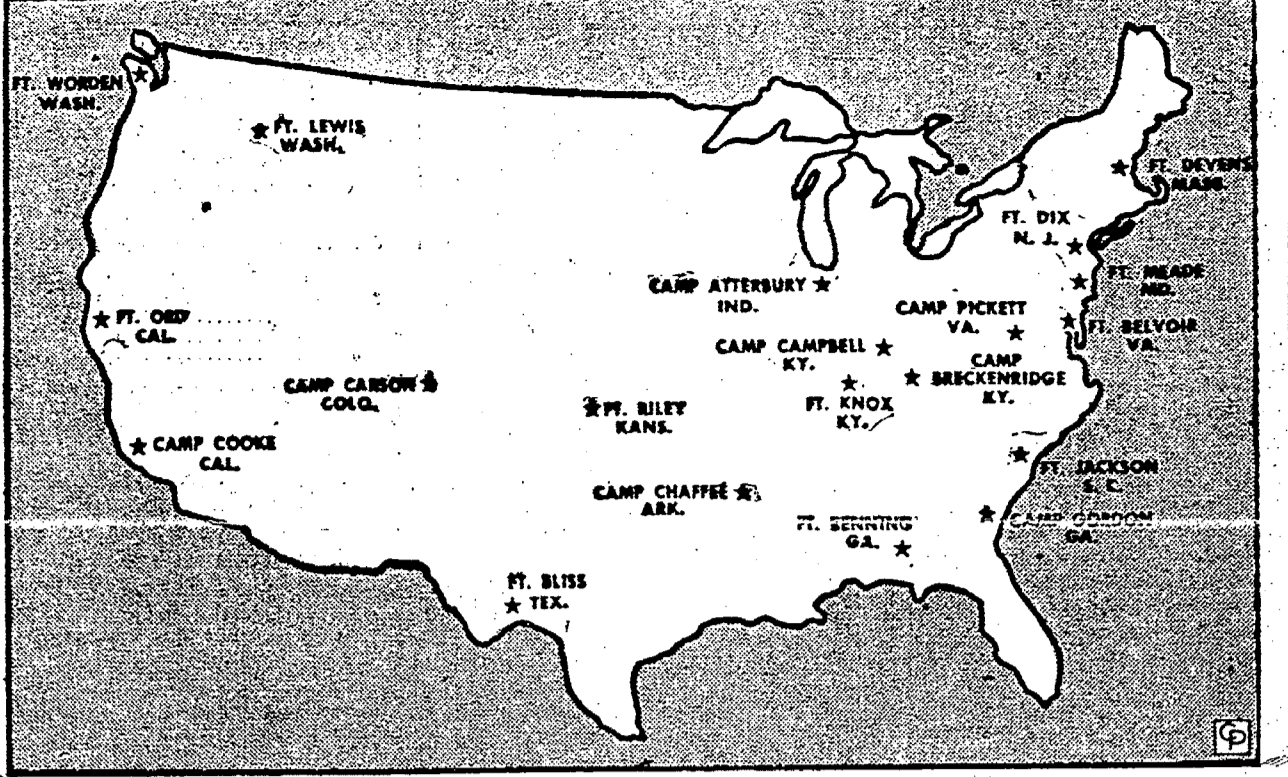 FT. WORDEN
WASH.
FT. LEWIS
WASH.
FT. DEVENS
MASS.
FT. DIX
N. J.
FT. MEADE
MD.
CAMP ATTERBURY
IND.
CAMP PICKETT
VA.
FT. BELVOIR
VA.
FT. ORD
CAL.
CAMP CAMPBELL
KY.
CAMP
BRECKENRIDGE
KY.
CAMP CARSON
COLO.
FT. KNOX
KY.
FT. RILEY
KANS.
CAMP COOKE
CAL.
FT. JACKSON
S. C.
CAMP CHAFFEE
ARK.
CAMP GORDON
GA.
FT. BENNING
GA.
FT. BLISS
TEX.
CP